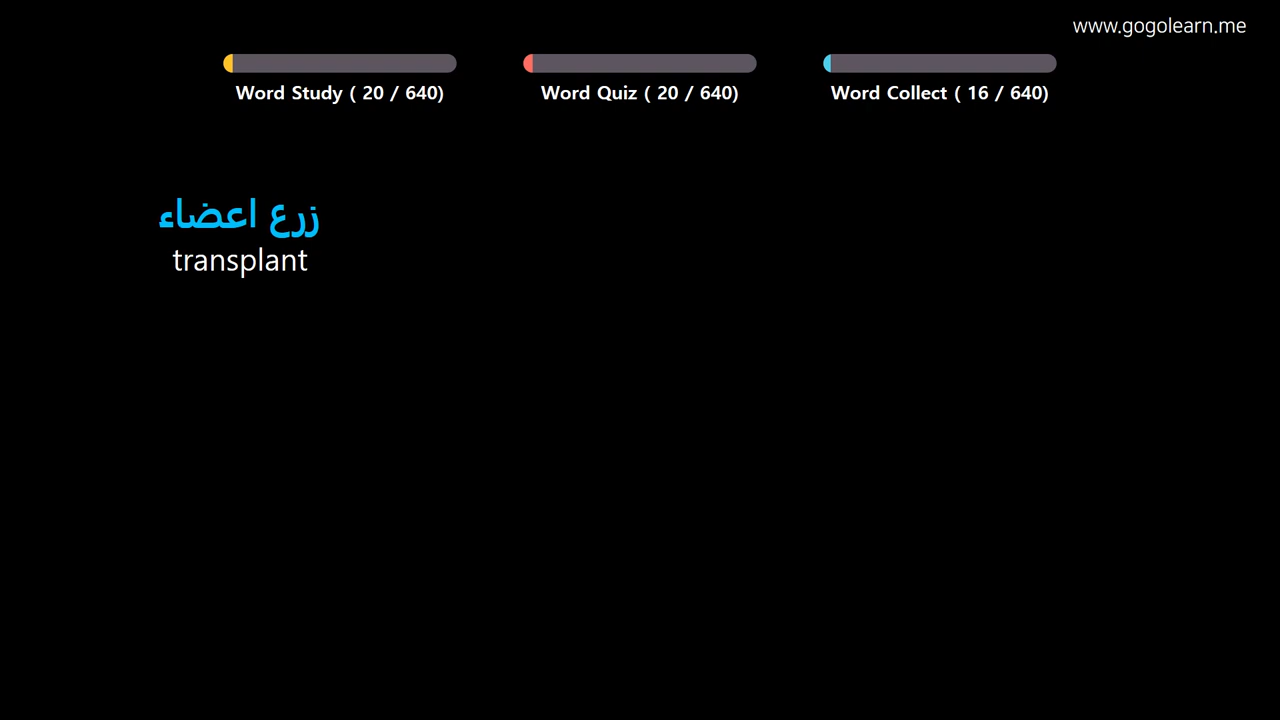 www.gogolearn.me
Word Study ( 20 / 640)
Word Quiz ( 20 / 640)
Word Collect ( 16 / 640)
زرع اعضاء
transplant